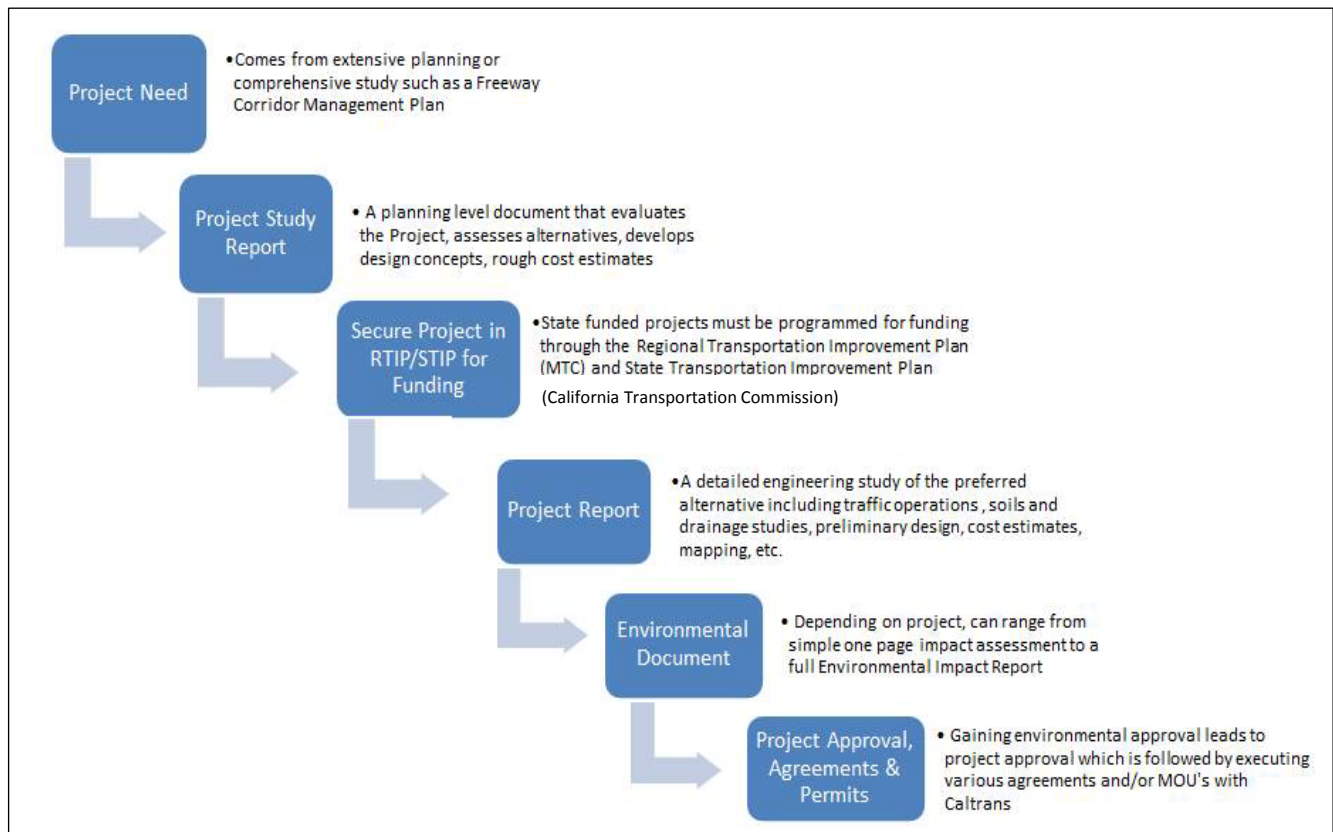 Project Need
•Comes from extensive planning or
comprehensive study such as a Freeway
Corridor Management Plan
Project Study
Report
• A planning level document that evaluates
the Project, assesses alternatives, develops
design concepts, rough cost estimates
Secure Project in
RTIP/STIP for
Funding
•State funded projects must be programmed for funding
through the Regional Transportation Improvement Plan
(MTC) and State Transportation Improvement Plan
(California Transportation Commission)
Project Report
•A detailed engineering study of the preferred
alternative including traffic operations , soils and
drainage studies, preliminary design, cost estimates,
mapping, etc.
Environmental
Document
• Depending on project, can range from
simple one page impact assessment to a
full Environmental Impact Report
Project Approval,
Agreements &
Permits
• Gaining environmental approval leads to
project approval which is followed by executing
various agreements and/or MOU's with
Caltrans